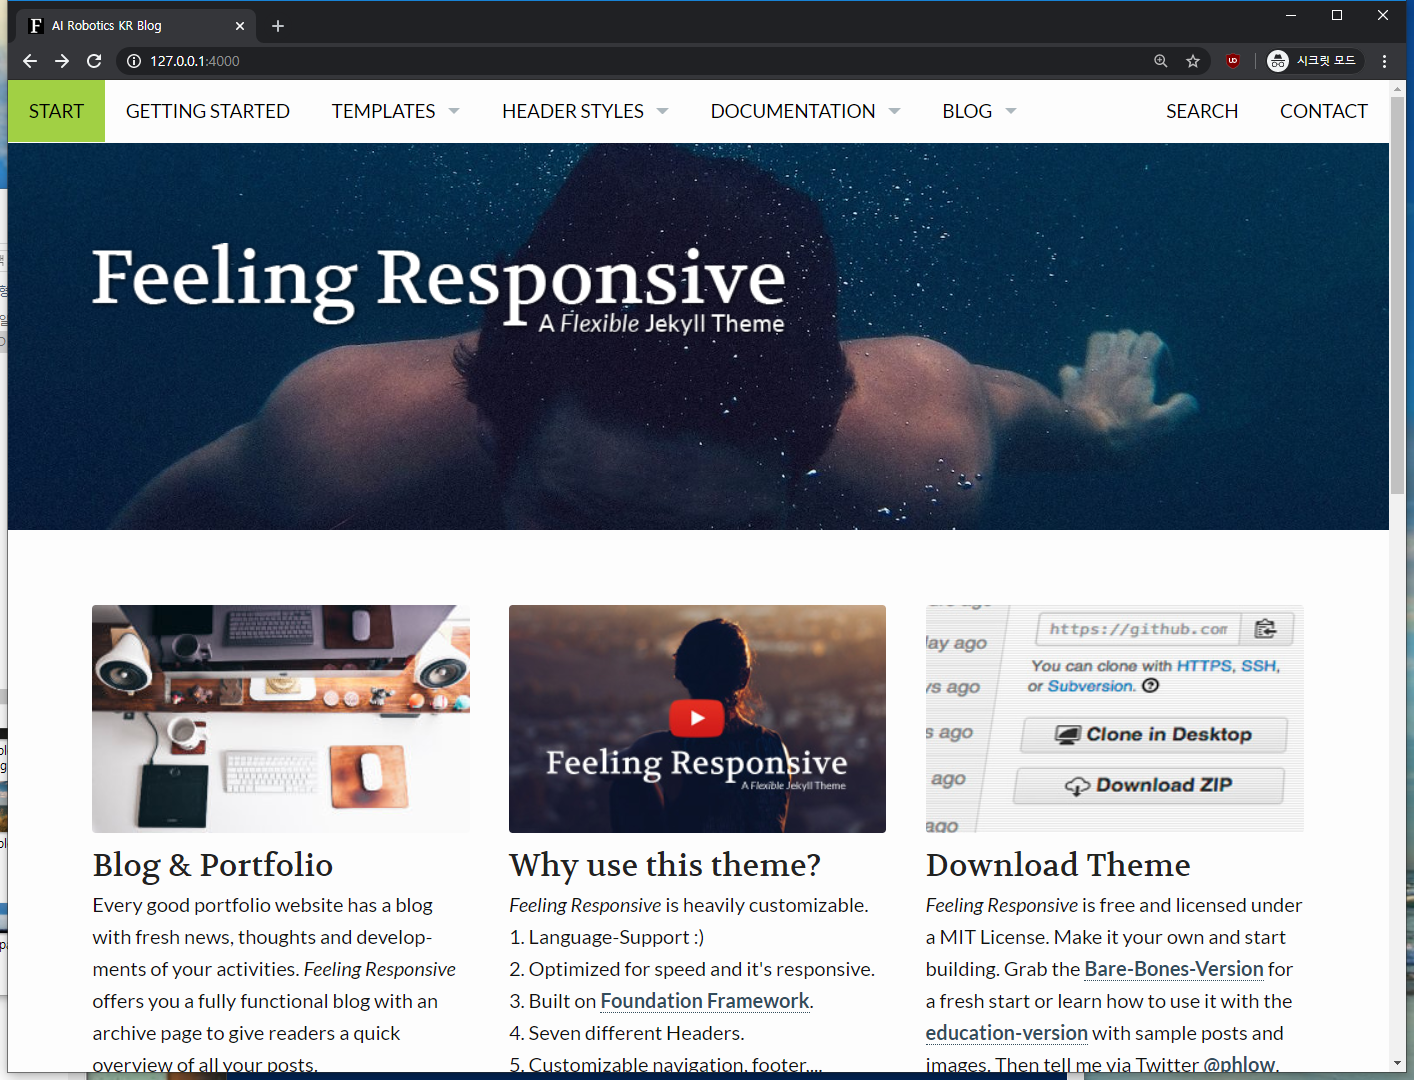 AI Robotics KR Blog
127.0.0.1:4000
시크릿 모드
START GETTING STARTED TEMPLATES HEADER STYLES DOCUMENTATION BLOG SEARCH CONTACT
Feeling Responsive
A Flexible Jekyll Theme
Feeling Responsive
A Flexible Jekyll Theme
day ago
ys ago
s ago
ago
ago
https://github.com
You can clone with HTTPS, SSH,
or Subversion.
Clone in Desktop
Download ZIP
Blog & Portfolio
Every good portfolio website has a blog
with fresh news, thoughts and develop-
ments of your activities. Feeling Responsive
offers you a fully functional blog with an
archive page to give readers a quick
overview of all your posts.
Why use this theme?
Feeling Responsive is heavily customizable.
1. Language-Support :)
2. Optimized for speed and it's responsive.
3. Built on Foundation Framework.
4. Seven different Headers.
5. Customizable navigation, footer,...
Download Theme
Feeling Responsive is free and licensed under
a MIT License. Make it your own and start
building. Grab the Bare-Bones-Version for
a fresh start or learn how to use it with the
education-version with sample posts and
images. Then tell me via Twitter @phlow.